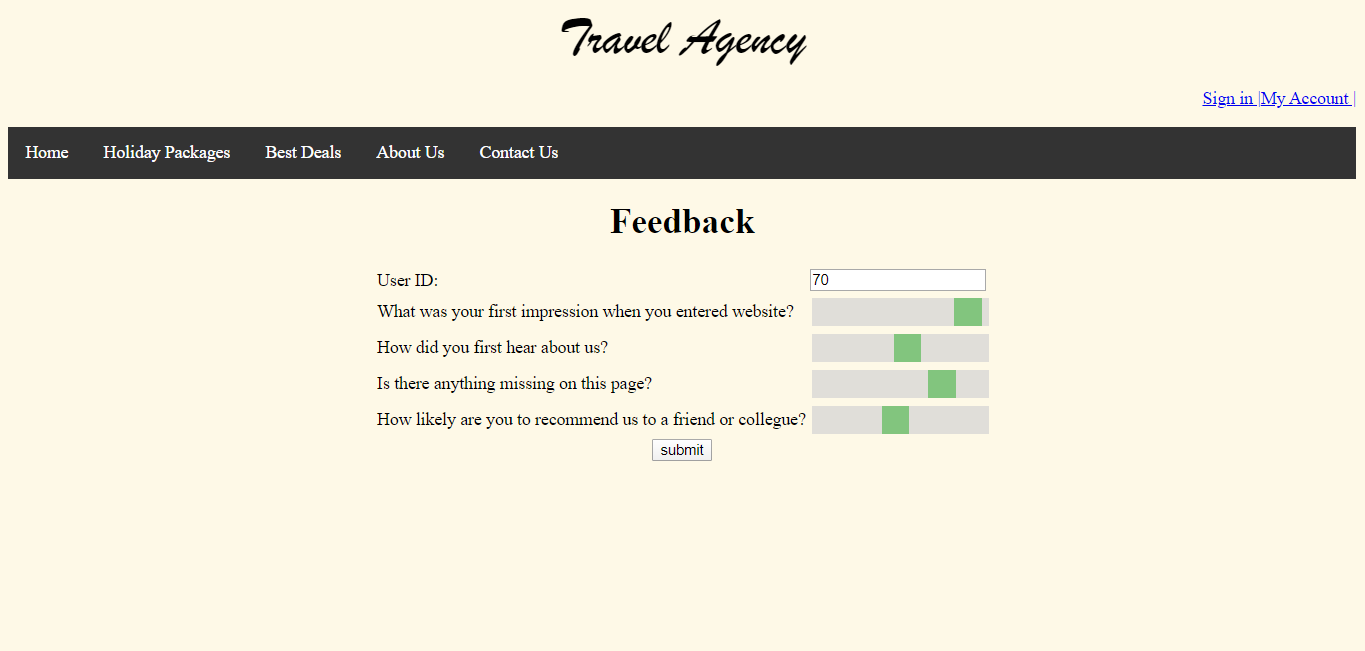 Travel Agency
Sign in |My Account |
Home Holiday Packages Best Deals About Us Contact Us
Feedback
User ID: 70
What was your first impression when you entered website?
How did you first hear about us?
Is there anything missing on this page?
How likely are you to recommend us to a friend or collegue?
submit